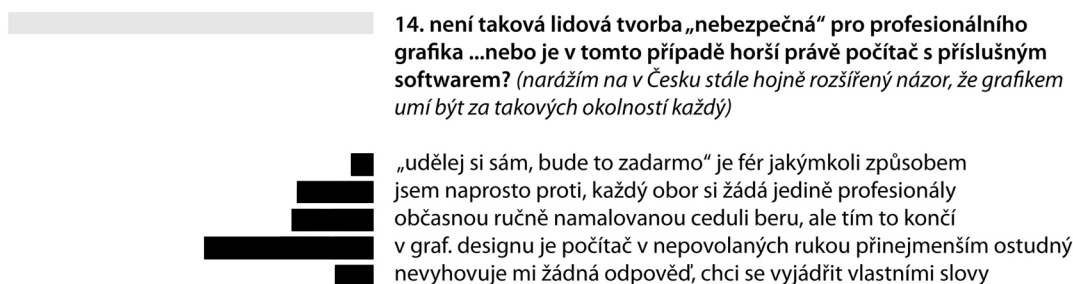 14. není taková lidová tvorba „nebezpečná“ pro profesionálního
grafika ...nebo je v tomto případě horší právě počítač s příslušným
softwarem? (narážím na v Česku stále hojně rozšířený názor, že grafikem
umí být za takových okolností každý)
„udělej si sám, bude to zadarmo“ je fér jakýmkoli způsobem
jsem naprosto proti, každý obor si žádá jedině profesionály
občasnou ručně namalovanou ceduli beru, ale tím to končí
v graf. designu je počítač v nepovolaných rukou přinejmenším ostudný
nevyhovuje mi žádná odpověď, chci se vyjádřit vlastními slovy